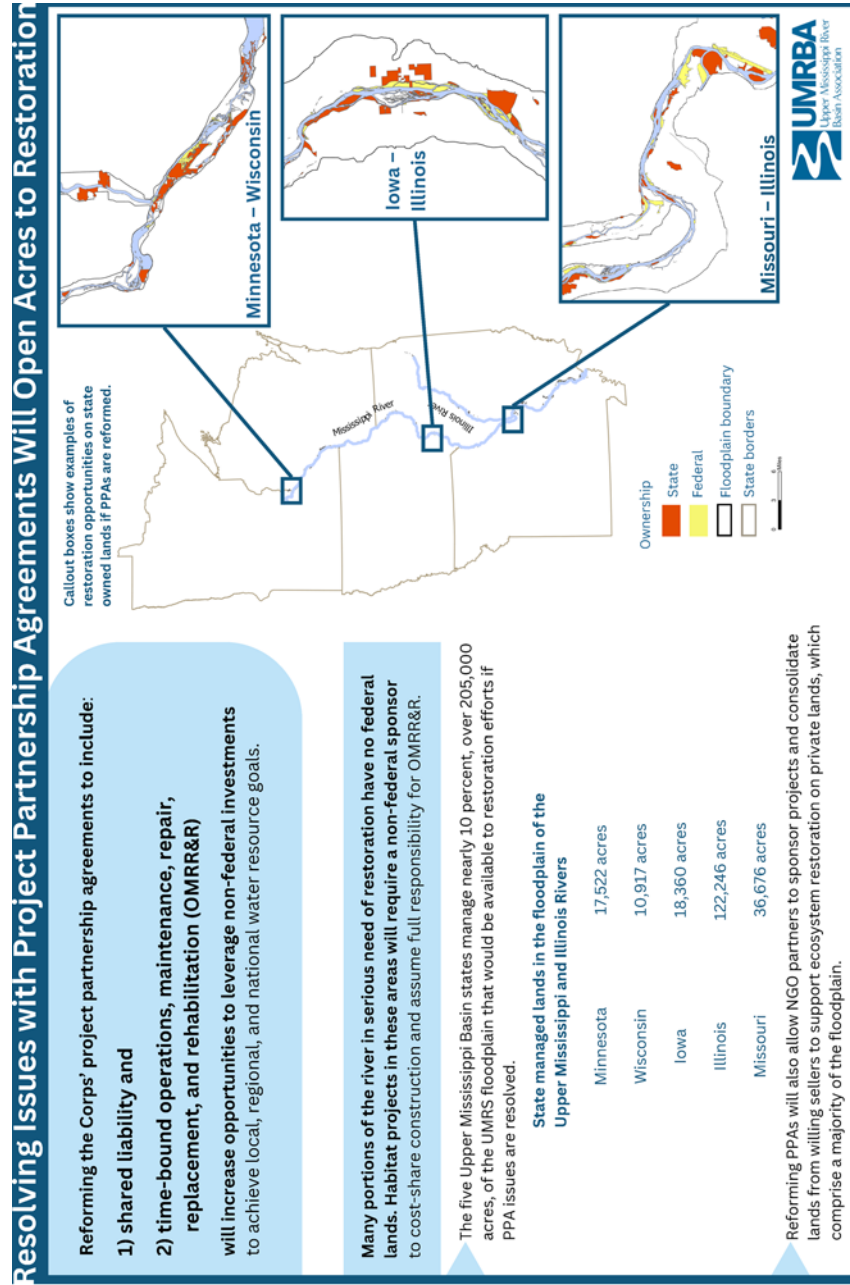 Resolving Issues with Project Partnership Agreements Will Open Acres to Restoration
Reforming the Corps' project partnership agreements to include:
1) shared liability and
2) time-bound operations, maintenance, repair,
replacement, and rehabilitation (OMRR&R)
will increase opportunities to leverage non-federal investments
to achieve local, regional, and national water resource goals.
Many portions of the river in serious need of restoration have no federal
lands. Habitat projects in these areas will require a non-federal sponsor
to cost-share construction and assume full responsibility for OMRR&R.
The five Upper Mississippi Basin states manage nearly 10 percent, over 205,000
acres, of the UMRS floodplain that would be available to restoration efforts if
PPA issues are resolved.
State managed lands in the floodplain of the
Upper Mississippi and Illinois Rivers
Minnesota 17,522 acres
Wisconsin 10,917 acres
Iowa 18,360 acres
Illinois 122,246 acres
Missouri 36,676 acres
Reforming PPAs will also allow NGO partners to sponsor projects and consolidate
lands from willing sellers to support ecosystem restoration on private lands, which
comprise a majority of the floodplain.
Callout boxes show examples of
restoration opportunities on state
owned lands if PPAs are reformed.
Mississippi River
Illinois River
Ownership
State
Federal
Floodplain boundary
State borders
0 3 6
Miles
Minnesota – Wisconsin
Iowa –
Illinois
Missouri – Illinois
UMRBA
Upper Mississippi River
Basin Association